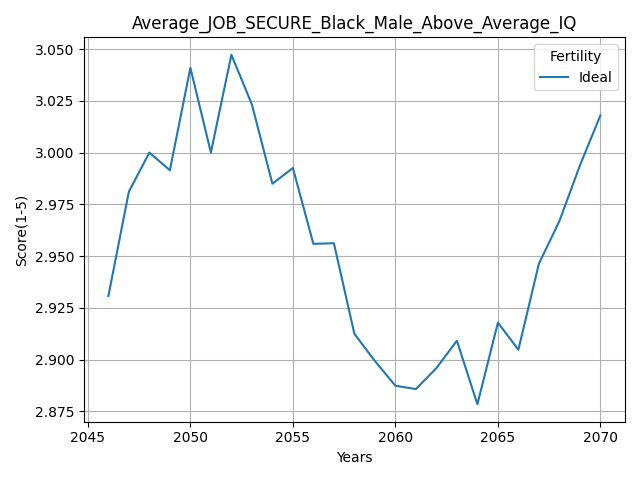 Average_JOB_SECURE_Black_Male_Above_Average_IQ
Fertility
Ideal
Score(1-5)
3.050
3.025
3.000
2.975
2.950
2.925
2.900
2.875
2045
2050
2055
2060
2065
2070
Years